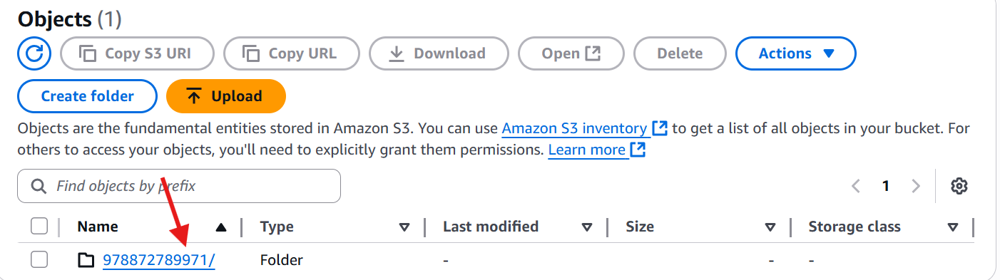 Objects (1)
Copy S3 URI Copy URL Download Open Delete Actions
Create folder Upload
Objects are the fundamental entities stored in Amazon S3. You can use Amazon S3 inventory to get a list of all objects in your bucket. For
others to access your objects, you'll need to explicitly grant them permissions. Learn more
Find objects by prefix 1
Name Type Last modified Size Storage class
978872789971/ Folder - - -